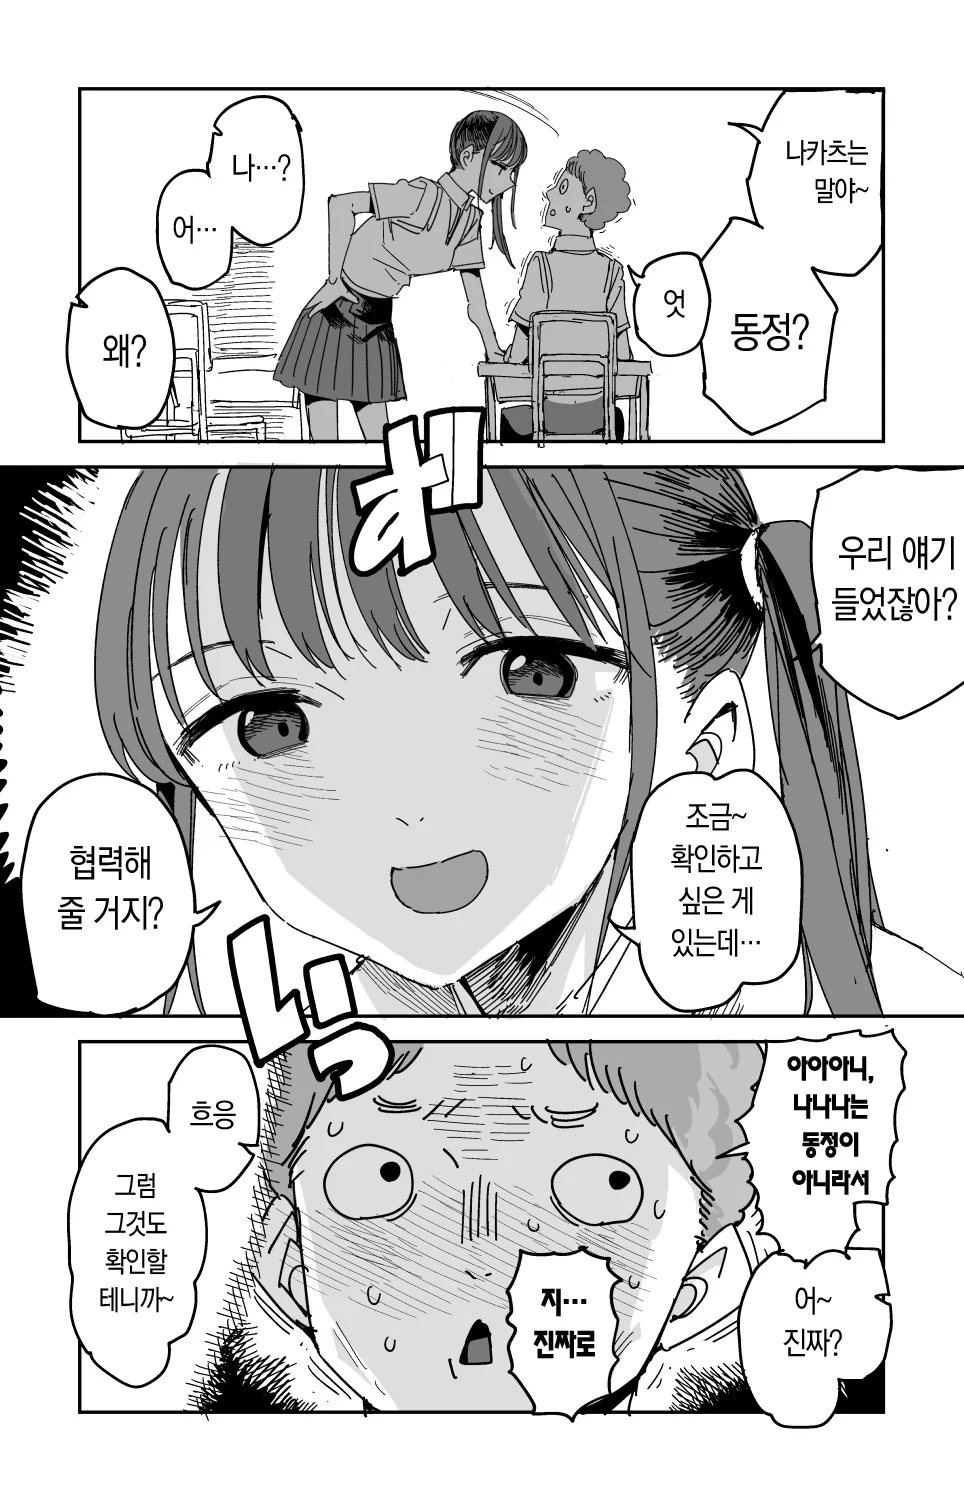 나카츠는
말야~
동정?
엇
나…?
어…
왜?
우리 얘기
들었잖아?
조금~
확인하고
싶은 게
있는데…
협력해
줄 거지?
아아아니,
나나나는
동정이
아니라서
어~
진짜?
지…
진짜로
흐응
그럼
그것도
확인할
테니까~